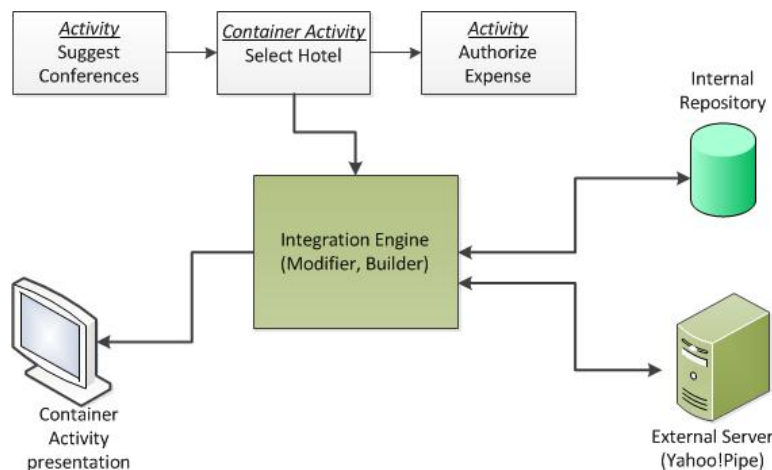 Activity
Suggest
Conferences
Container Activity
Select Hotel
Activity
Authorize
Expense
Internal
Repository
Integration Engine
(Modifier, Builder)
Container
Activity
presentation
External Server
(Yahoo!Pipe)